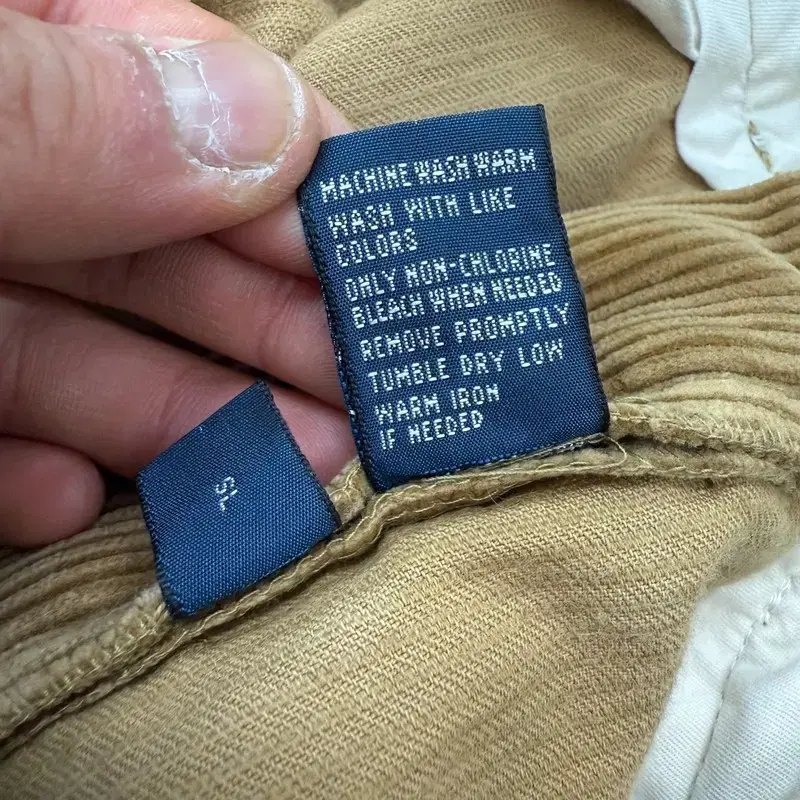 MACHINE WASH WARM
WASH WITH LIKE
COLORS
ONLY NON-CHLORINE
BLEACH WHEN NEEDED
REMOVE PROMPTLY
TUMBLE DRY LOW
WARM IRON
IF NEEDED
SL